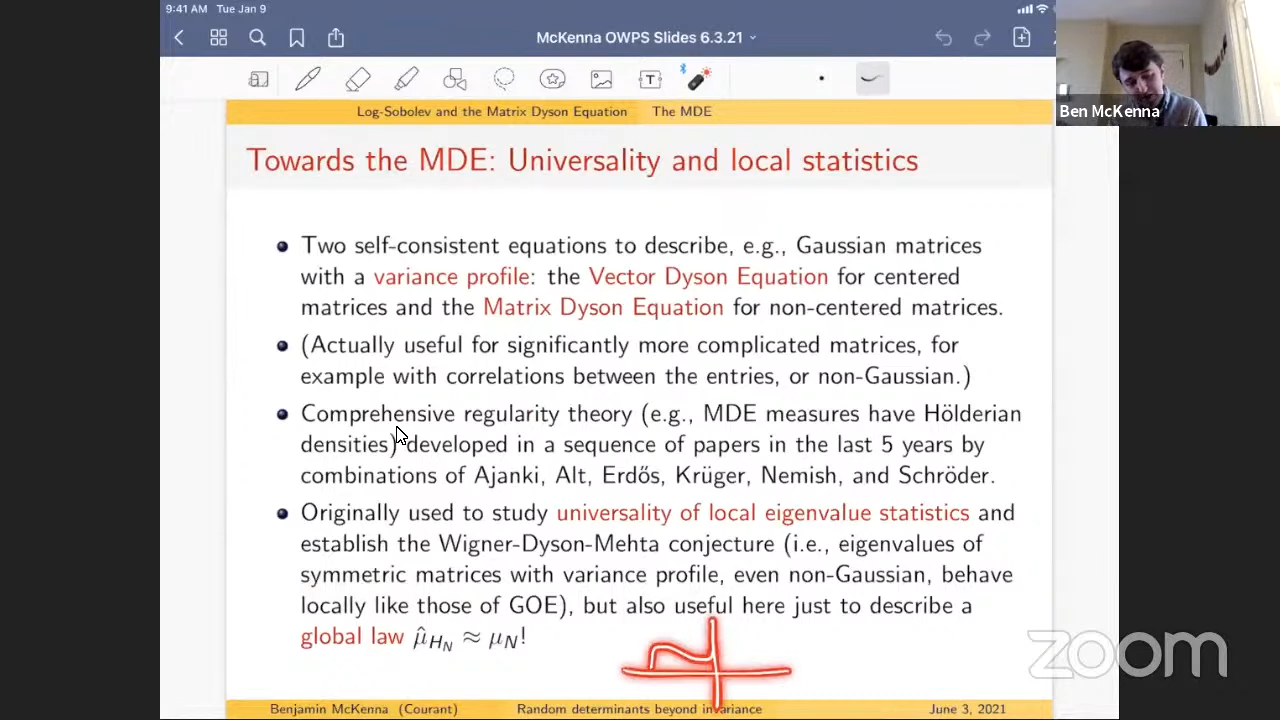 9:41 AM Tue Jan 9
McKenna OWPS Slides 6.3.21
T
Ben McKenna
Log-Sobolev and the Matrix Dyson Equation The MDE
Towards the MDE: Universality and local statistics
Two self-consistent equations to describe, e.g., Gaussian matrices
with a variance profile: the Vector Dyson Equation for centered
matrices and the Matrix Dyson Equation for non-centered matrices.
(Actually useful for significantly more complicated matrices, for
example with correlations between the entries, or non-Gaussian.)
Comprehensive regularity theory (e.g., MDE measures have Hölderian
densities) developed in a sequence of papers in the last 5 years by
combinations of Ajanki, Alt, Erdős, Krüger, Nemish, and Schröder.
Originally used to study universality of local eigenvalue statistics and
establish the Wigner-Dyson-Mehta conjecture (i.e., eigenvalues of
symmetric matrices with variance profile, even non-Gaussian, behave
locally like those of GOE), but also useful here just to describe a
global law μ̂_{H_N} ≈ μ_N!
zoom
Benjamin McKenna (Courant) Random determinants beyond invariance June 3, 2021